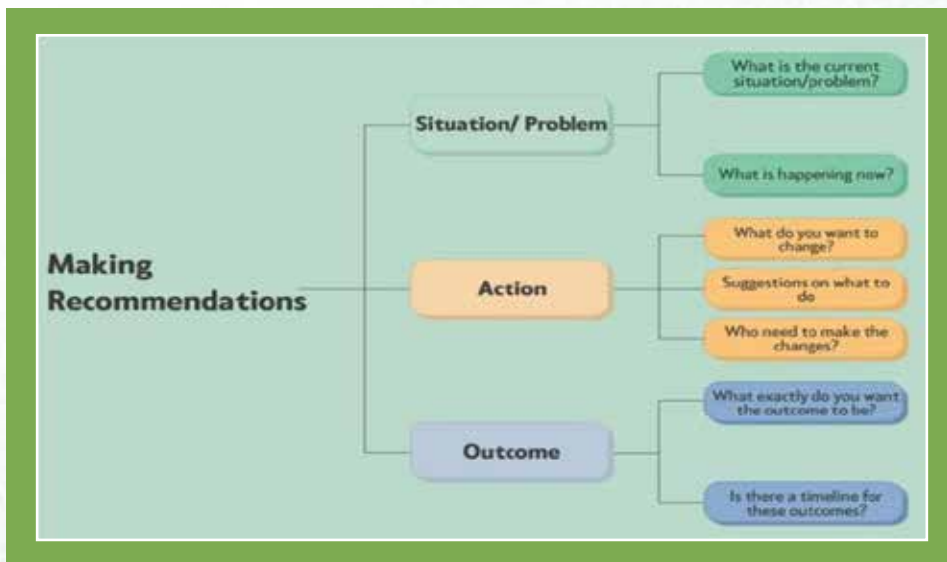 Making
Recommendations
Situation/ Problem
What is the current
situation/problem?
What is happening now?
Action
What do you want to
change?
Suggestions on what to
do
Who need to make the
changes?
Outcome
What exactly do you want
the outcome to be?
Is there a timeline for
these outcomes?